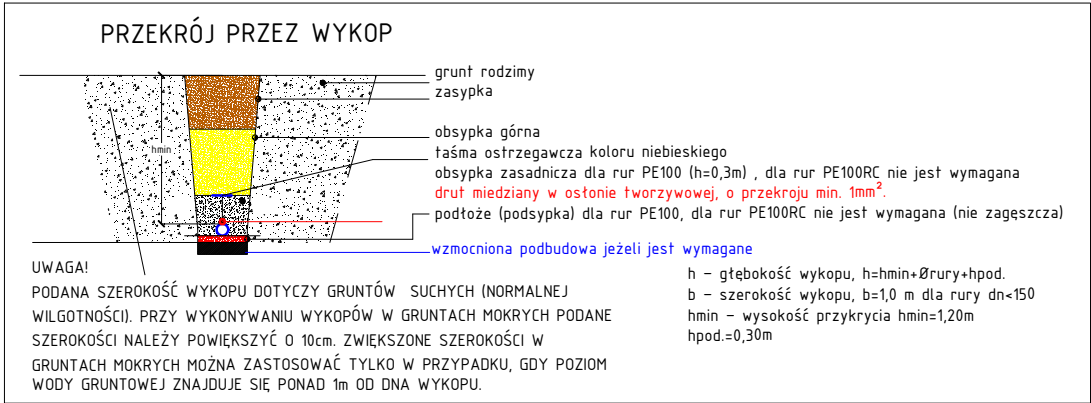 PRZEKRÓJ PRZEZ WYKOP
grunt rodzimy
zasypka
obsypka górna
taśma ostrzegawcza koloru niebieskiego
obsypka zasadnicza dla rur PE100 (h=0,3m) , dla rur PE100RC nie jest wymagana
drut miedziany w osłonie tworzywowej, o przekroju min. 1mm².
podłoże (podsypka) dla rur PE100, dla rur PE100RC nie jest wymagana (nie zagęszcza)
wzmocniona podbudowa jeżeli jest wymagane
hmin
UWAGA!
PODANA SZEROKOŚĆ WYKOPU DOTYCZY GRUNTÓW SUCHYCH (NORMALNEJ
WILGOTNOŚCI). PRZY WYKONYWANIU WYKOPÓW W GRUNTACH MOKRYCH PODANE
SZEROKOŚCI NALEŻY POWIĘKSZYĆ O 10cm. ZWIĘKSZONE SZEROKOŚCI W
GRUNTACH MOKRYCH MOŻNA ZASTOSOWAĆ TYLKO W PRZYPADKU, GDY POZIOM
WODY GRUNTOWEJ ZNAJDUJE SIĘ PONAD 1m OD DNA WYKOPU.
h - głębokość wykopu, h=hmin+Ørury+hpod.
b - szerokość wykopu, b=1,0 m dla rury dn<150
hmin - wysokość przykrycia hmin=1,20m
hpod.=0,30m